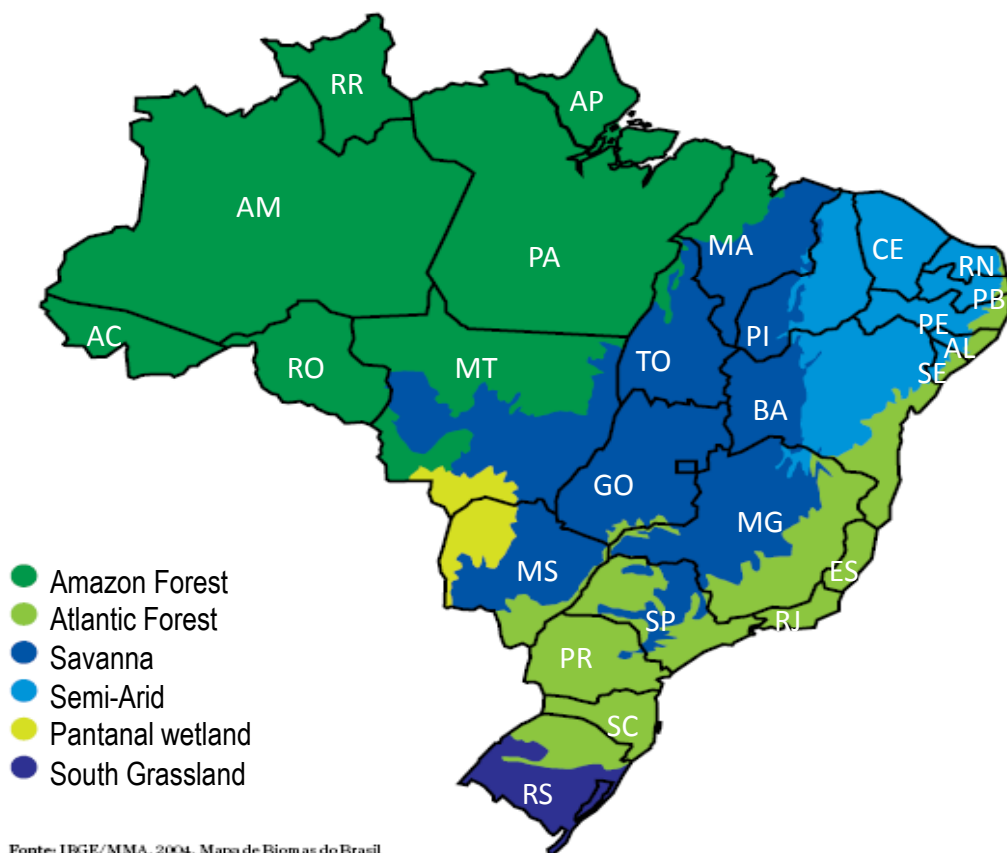 RR
AP
AM
PA
MA
CE
RN
PB
PE
AL
SE
AC
RO
MT
TO
PI
BA
GO
MG
MS
ES
SP
RJ
PR
SC
RS
Amazon Forest
Atlantic Forest
Savanna
Semi-Arid
Pantanal wetland
South Grassland
Fonte: IBGE/MMA, 2004. Mapa de Biomas do Brasil